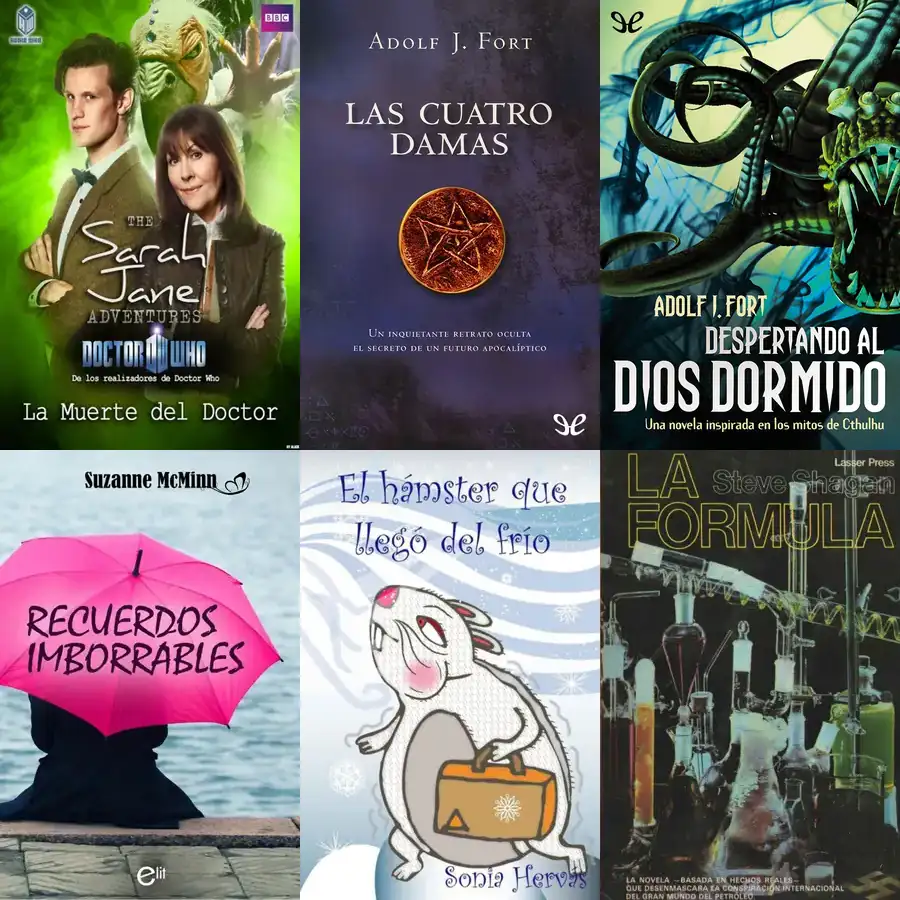 BBC
THE
Sarah
Jane
ADVENTURES
DOCTOR WHO
De los realizadores de Doctor Who
La Muerte del Doctor
ADOLF J. FORT
LAS CUATRO
DAMAS
UN INQUIETANTE RETRATO OCULTA
EL SECRETO DE UN FUTURO APOCALÍPTICO
ADOLF J. FORT
DESPERTANDO AL
DIOS DORMIDO
Una novela inspirada en los mitos de Cthulhu
Suzanne McMinn
RECUERDOS
IMBORRABLES
elit
El hámster que
llegó del frío
Sonia Hervás
Lasser Press
LA
Steve Shagan
FORMULA
LA NOVELA —BASADA EN HECHOS REALES—
QUE DESENMASCARA LA CONSPIRACIÓN INTERNACIONAL
DEL GRAN MUNDO DEL PETRÓLEO.